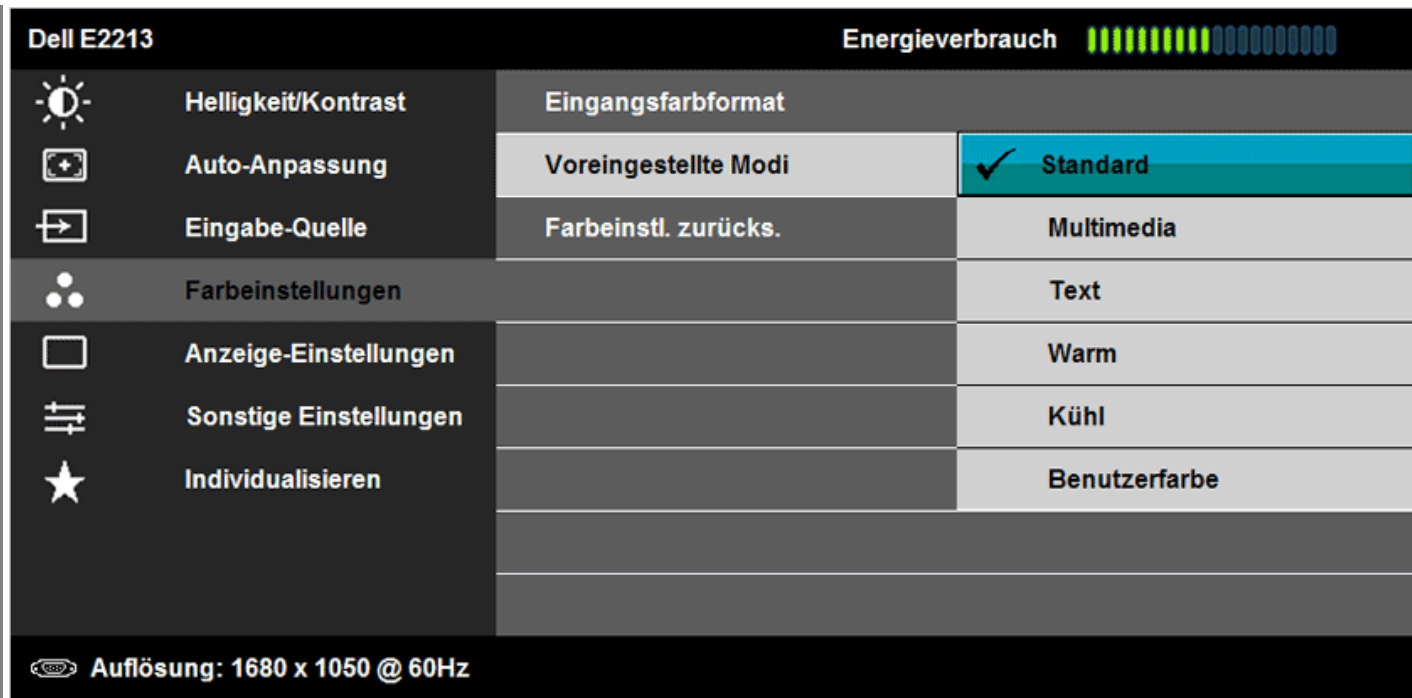 Dell E2213 Energieverbrauch
Helligkeit/Kontrast Eingangsfarbformat
Auto-Anpassung Voreingestellte Modi Standard
Eingabe-Quelle Farbeinstl. zurücks. Multimedia
Farbeinstellungen Text
Anzeige-Einstellungen Warm
Sonstige Einstellungen Kühl
Individualisieren Benutzerfarbe
Auflösung: 1680 x 1050 @ 60Hz